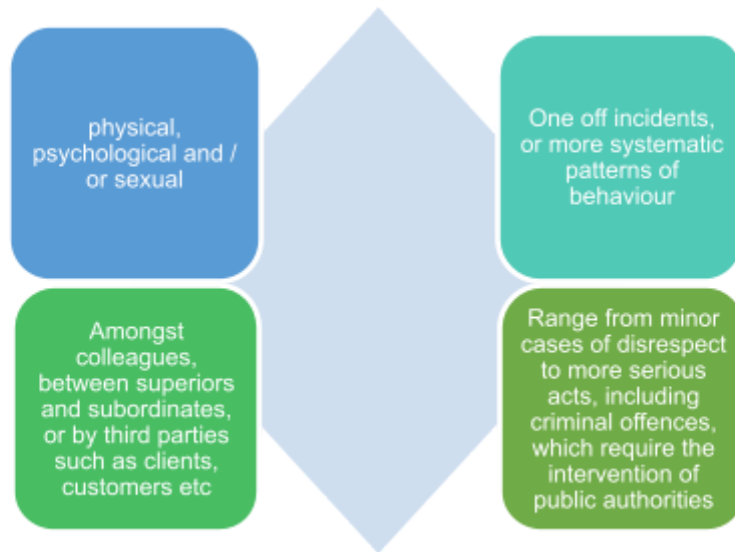 physical,
psychological and /
or sexual
One off incidents,
or more systematic
patterns of
behaviour
Amongst
colleagues,
between superiors
and subordinates,
or by third parties
such as clients,
customers etc
Range from minor
cases of disrespect
to more serious
acts, including
criminal offences,
which require the
intervention of
public authorities